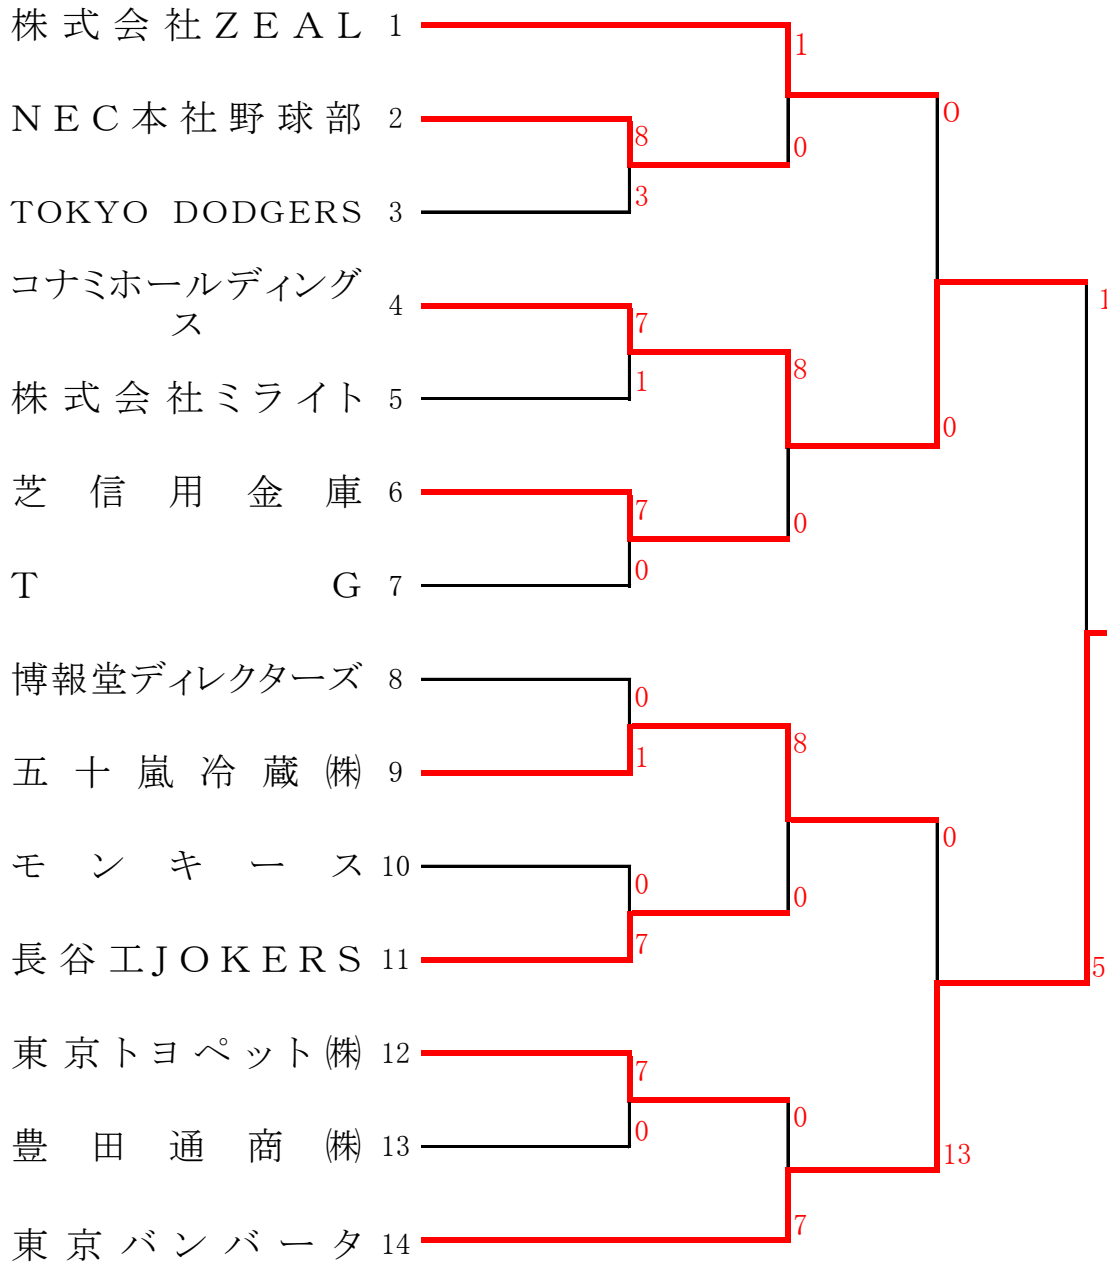 株式会社ZEAL 1
1
0
NEC本社野球部 2
8
0
3
TOKYO DODGERS 3
コナミホールディング
ス
4
1
7
8
1
0
株式会社ミライト 5
芝信用金庫 6
7
0
0
TG 7
博報堂ディレクターズ 8
0
8
1
五十嵐冷蔵㈱ 9
0
モンキース 10
0
0
7
長谷工JOKERS 11
5
東京トヨペット㈱ 12
7
0
0
豊田通商㈱ 13
13
7
東京バンバータ 14